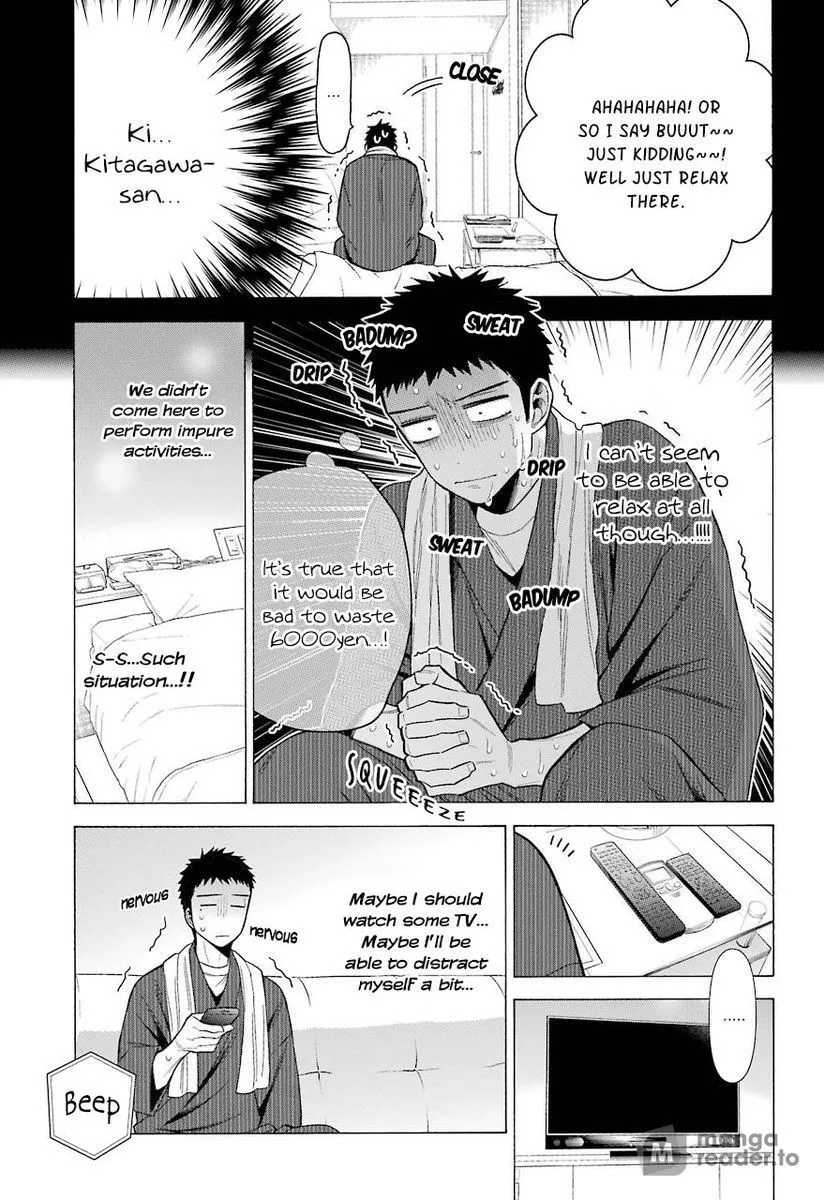 AHAHAHAHA! OR
SO I SAY BUUUT~~
JUST KIDDING~~!
WELL JUST RELAX
THERE.
CLOSE
...
Ki...
Kitagawa-
san...
BADUMP
SWEAT
DRIP
I can't seem
to be able to
relax at all
though...!!!!
DRIP
SWEAT
BADUMP
It's true that
it would be
bad to waste
6000yen...!
SQUEEEEZE
We didn't
come here to
perform impure
activities...
S-S...Such
situation...!!
.....
Maybe I should
watch some TV...
Maybe I'll be
able to distract
myself a bit...
nervous
nervous
Beep
M manga
reader.to